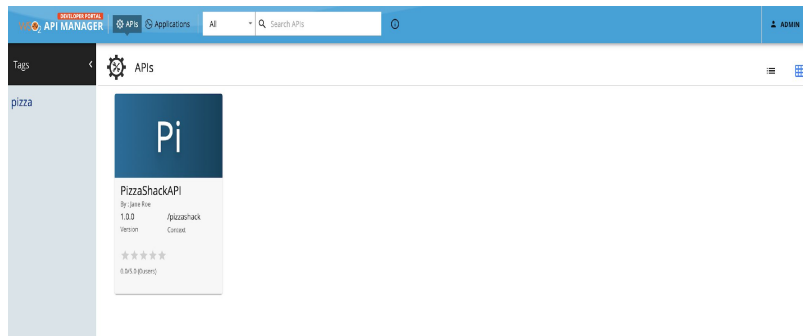 DEVELOPER PORTAL
WSO2 API MANAGER
APIs
Applications
All
Search APIs
ADMIN
Tags
APIs
pizza
Pi
PizzaShackAPI
By : Jane Roe
1.0.0 /pizzashack
Version Context
0.0/5.0 (0users)